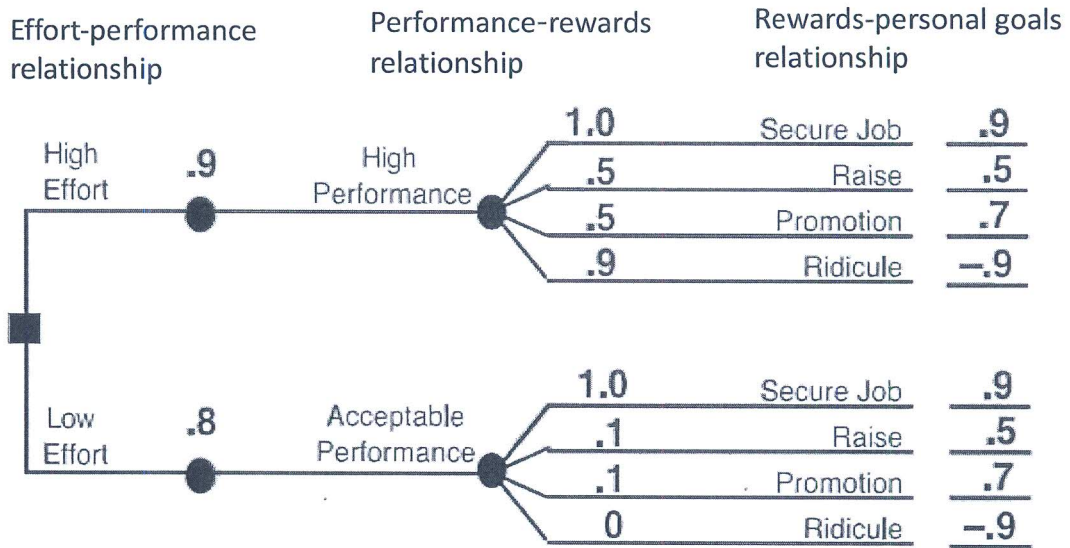 Effort-performance
relationship
Performance-rewards
relationship
Rewards-personal goals
relationship
High
Effort
.9
High
Performance
1.0 Secure Job .9
.5 Raise .5
.5 Promotion .7
.9 Ridicule –.9
Low
Effort
.8
Acceptable
Performance
1.0 Secure Job .9
.1 Raise .5
.1 Promotion .7
0 Ridicule –.9